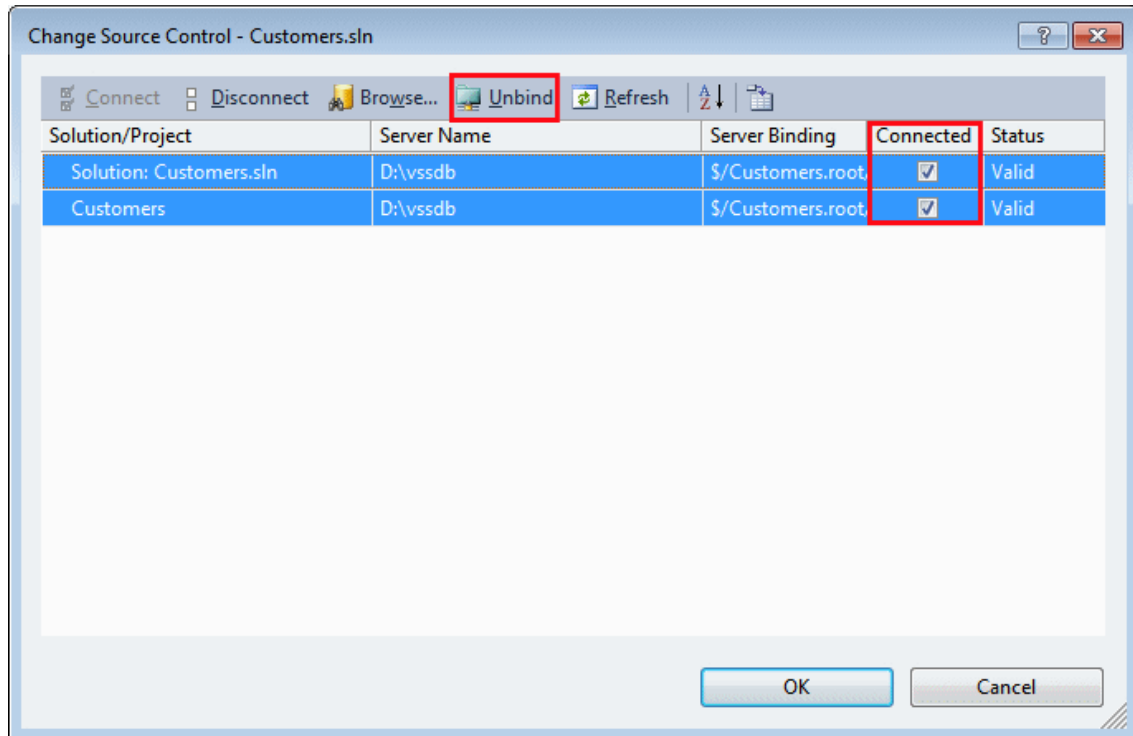 Change Source Control - Customers.sln
Connect Disconnect Browse... Unbind Refresh
Solution/Project Server Name Server Binding Connected Status
Solution: Customers.sln D:\vssdb $/Customers.root, Valid
Customers D:\vssdb $/Customers.root, Valid
OK Cancel